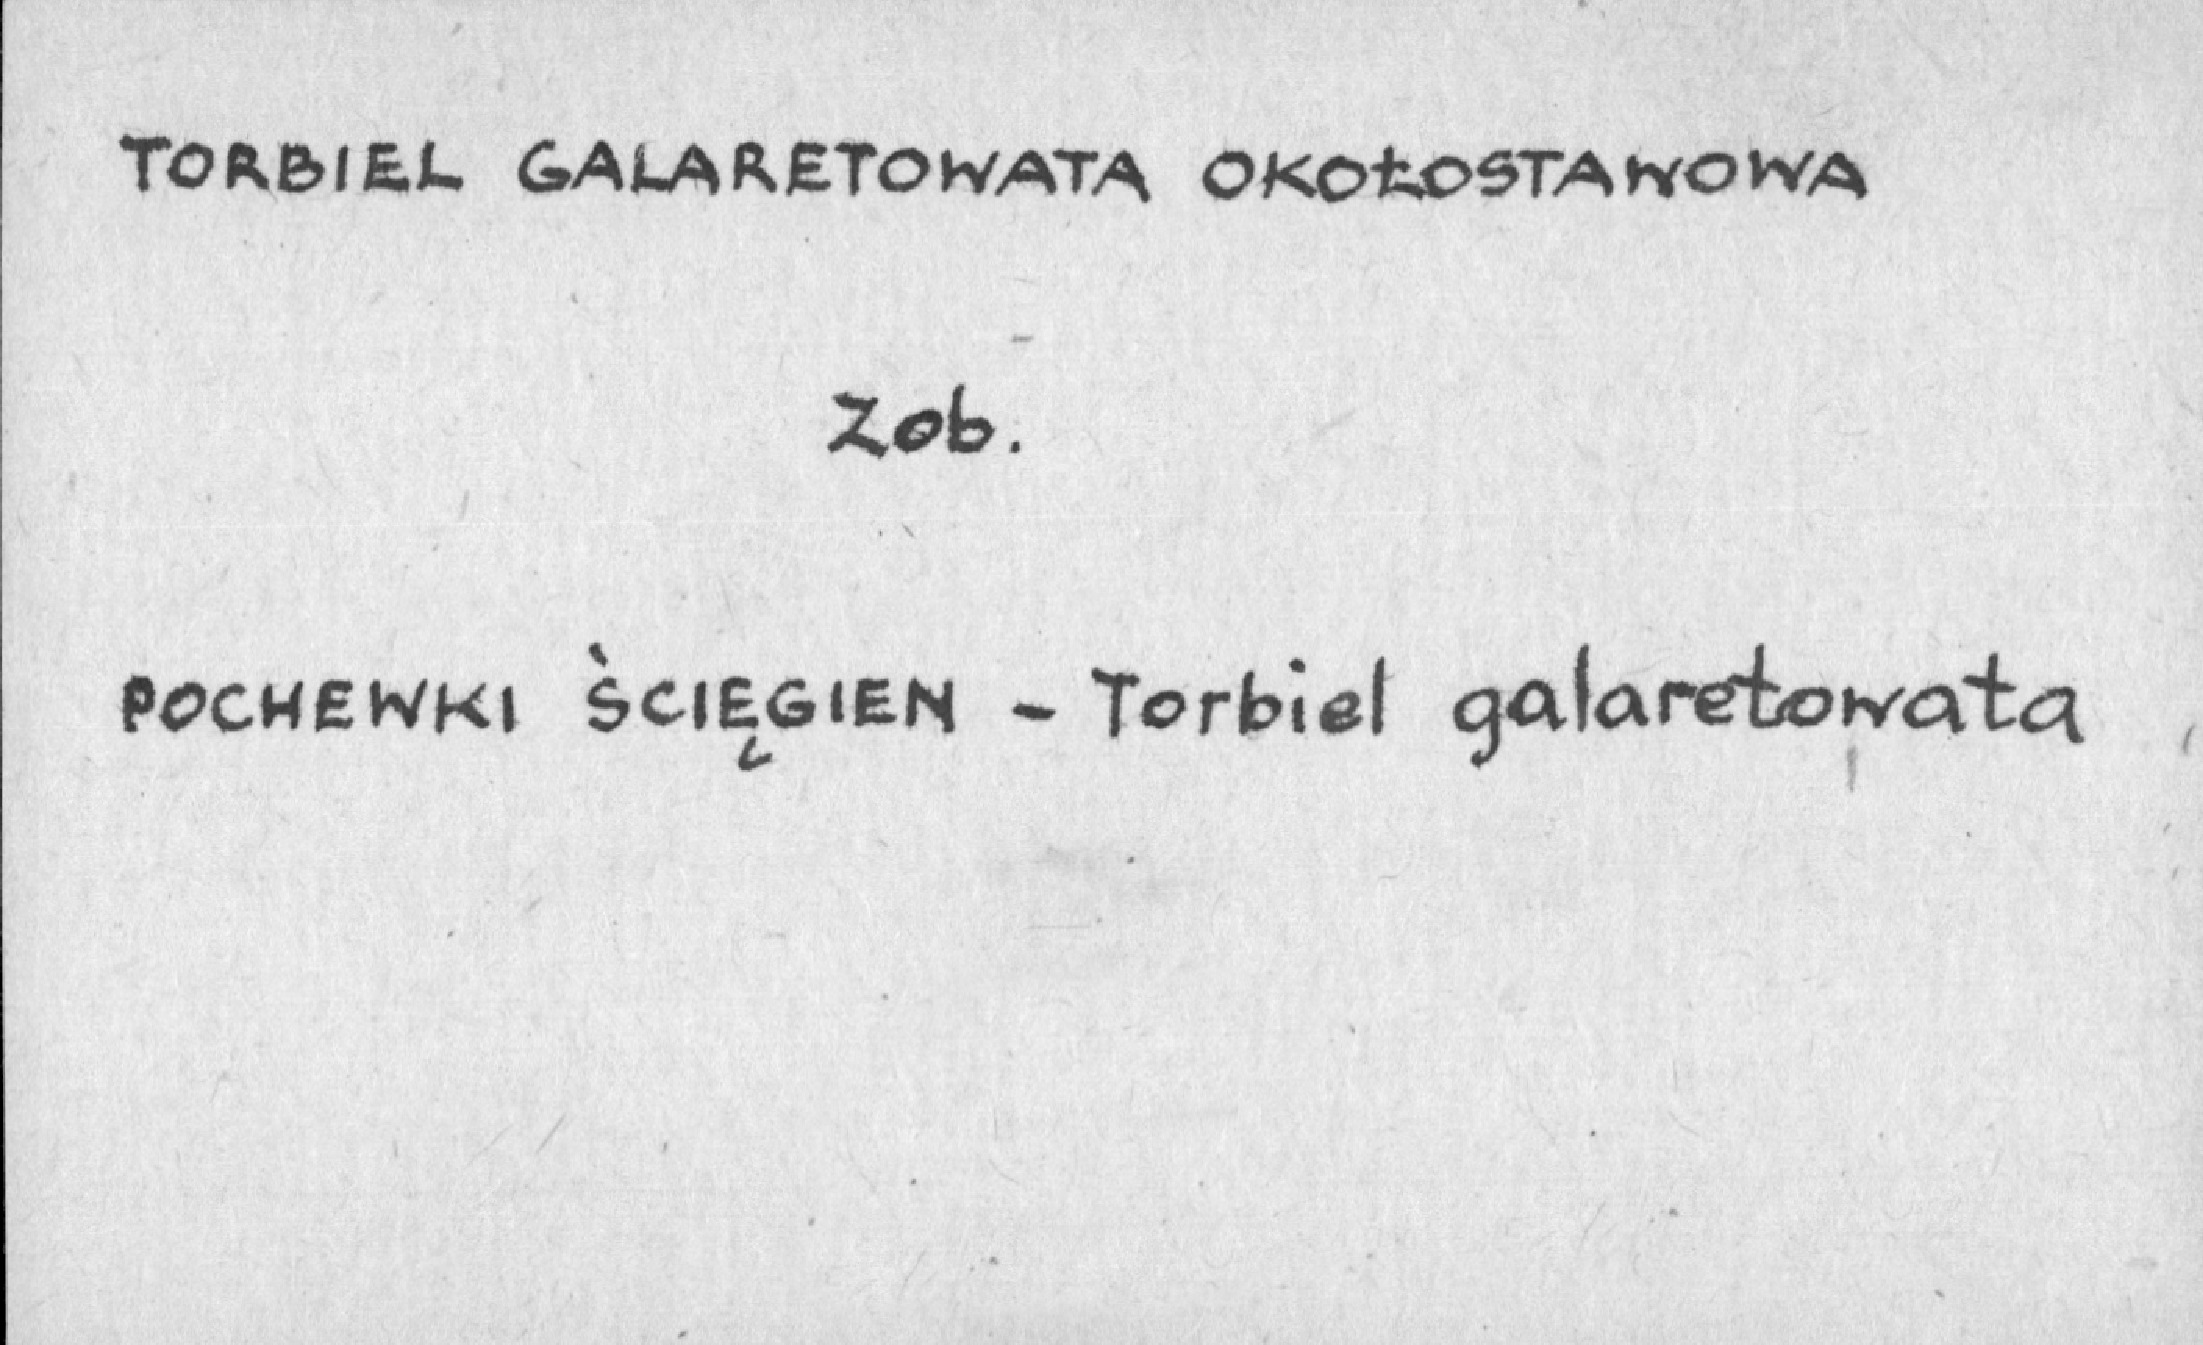 TORBIEL GALARETOWATA OKOŁOSTAWOWA
Zob.
POCHEWKI ŚCIĘGIEN - Torbiel galaretowata